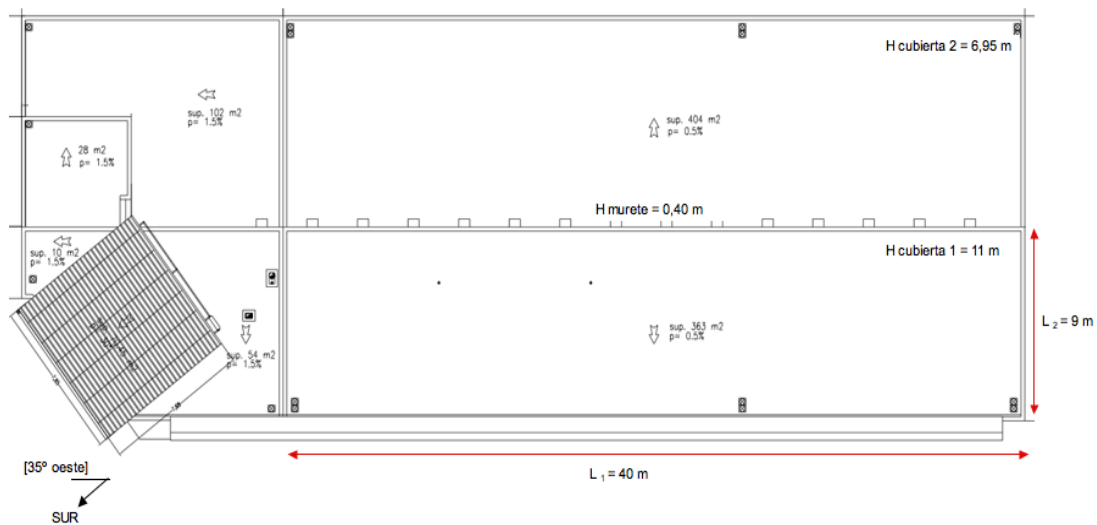 H cubierta 2 = 6,95 m
sup. 102 m2
p= 1.5%
sup. 404 m2
p= 0.5%
28 m2
p= 1.5%
H murete = 0,40 m
sup. 10 m2
p= 1.5%
H cubierta 1 = 11 m
L 2 = 9 m
sup. 363 m2
p= 0.5%
sup. 54 m2
p= 1.5%
[35º oeste]
L 1 = 40 m
SUR